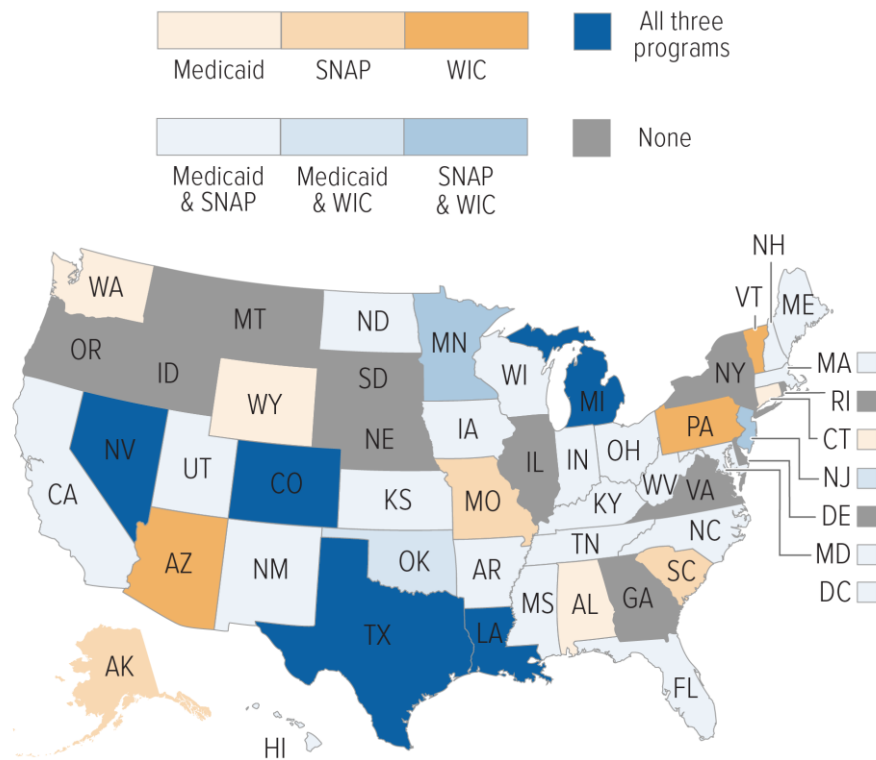 Medicaid
SNAP
WIC
All three
programs
Medicaid
& SNAP
Medicaid
& WIC
SNAP
& WIC
None
NH
WA
VT
ME
MT
ND
MN
OR
ID
SD
WI
MI
NY
MA
WY
RI
NE
IA
PA
CT
NV
UT
CO
IL
IN
OH
NJ
CA
KS
MO
KY
WV
VA
DE
AZ
NM
OK
AR
TN
NC
MD
SC
MS
AL
GA
DC
TX
LA
AK
FL
HI